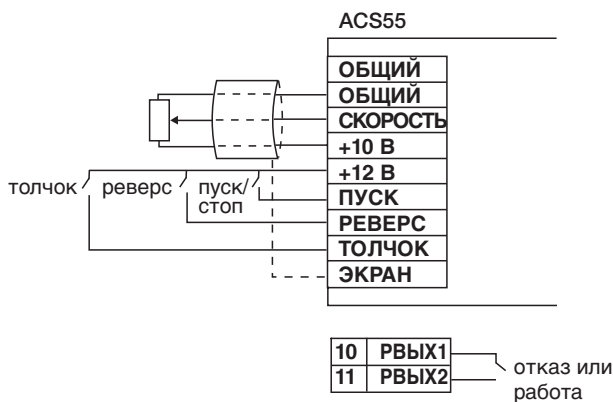 ACS55
ОБЩИЙ
ОБЩИЙ
СКОРОСТЬ
+10 В
+12 В
ПУСК
РЕВЕРС
ТОЛЧОК
ЭКРАН
толчок реверс пуск/
стоп
10 РВЫХ1
11 РВЫХ2
отказ или
работа